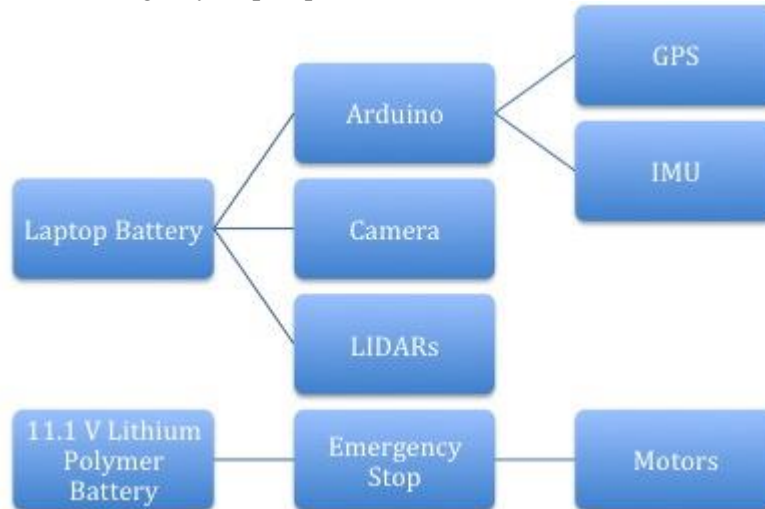 GPS
Arduino
IMU
Laptop Battery
Camera
LIDARs
11.1 V Lithium
Polymer
Battery
Emergency
Stop
Motors